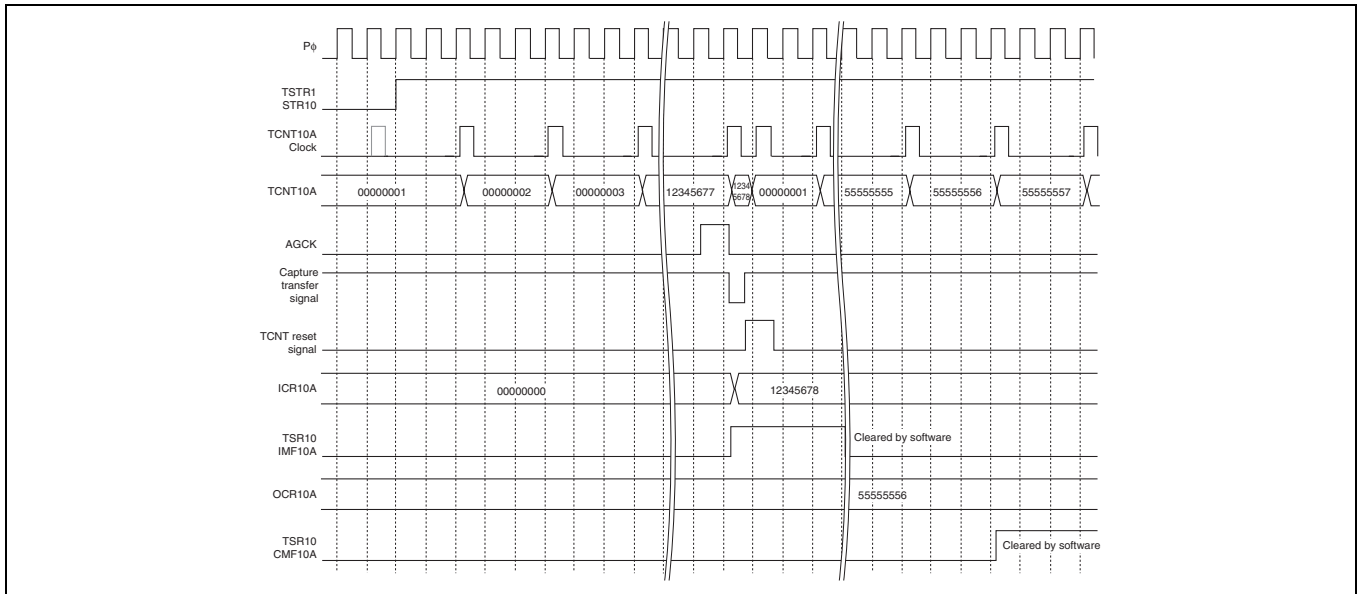 Pφ
TSTR1
STR10
TCNT10A
Clock
TCNT10A
00000001
00000002
00000003
12345677
1234
5678
00000001
55555555
55555556
55555557
AGCK
Capture
transfer
signal
TCNT reset
signal
ICR10A
00000000
12345678
TSR10
IMF10A
Cleared by software
OCR10A
55555556
TSR10
CMF10A
Cleared by software